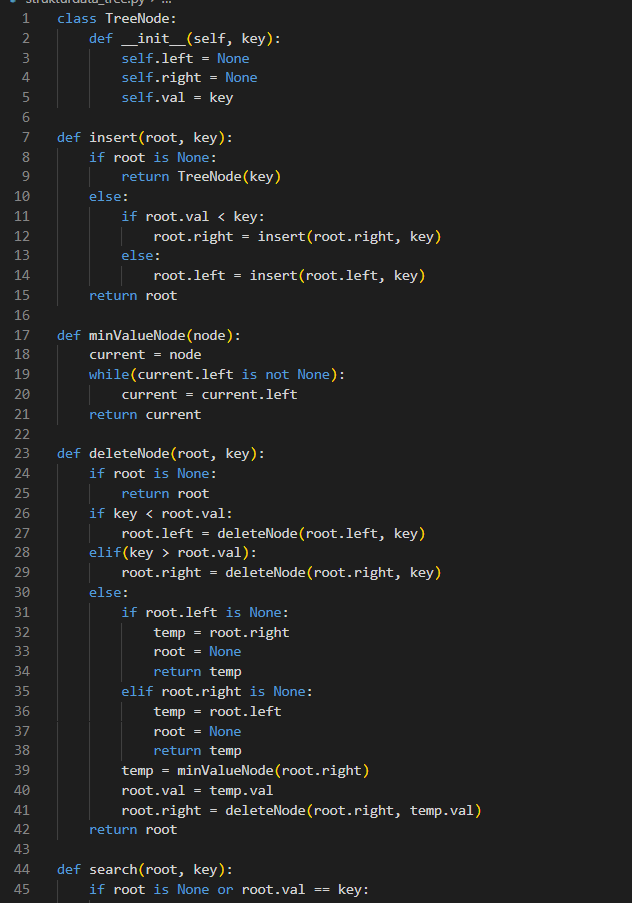 strukturdata_tree.py > ...
1 class TreeNode:
2     def __init__(self, key):
3         self.left = None
4         self.right = None
5         self.val = key
6
7 def insert(root, key):
8     if root is None:
9         return TreeNode(key)
10     else:
11         if root.val < key:
12             root.right = insert(root.right, key)
13         else:
14             root.left = insert(root.left, key)
15     return root
16
17 def minValueNode(node):
18     current = node
19     while(current.left is not None):
20         current = current.left
21     return current
22
23 def deleteNode(root, key):
24     if root is None:
25         return root
26     if key < root.val:
27         root.left = deleteNode(root.left, key)
28     elif(key > root.val):
29         root.right = deleteNode(root.right, key)
30     else:
31         if root.left is None:
32             temp = root.right
33             root = None
34             return temp
35         elif root.right is None:
36             temp = root.left
37             root = None
38             return temp
39         temp = minValueNode(root.right)
40         root.val = temp.val
41         root.right = deleteNode(root.right, temp.val)
42     return root
43
44 def search(root, key):
45     if root is None or root.val == key: